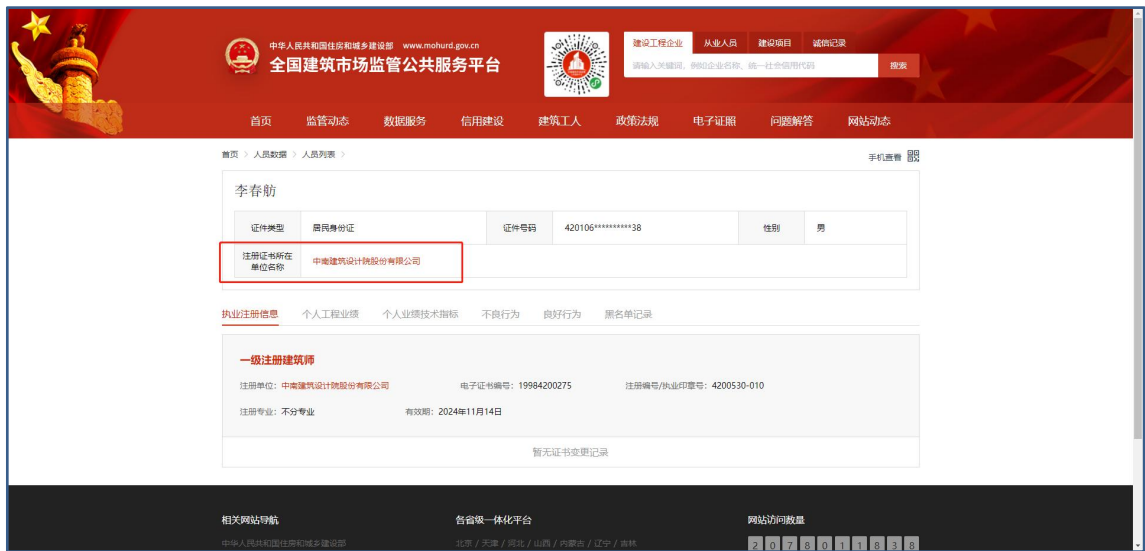 中华人民共和国住房和城乡建设部 www.mohurd.gov.cn
全国建筑市场监管公共服务平台
建设工程企业 从业人员 建设项目 诚信记录
请输入关键词，例如企业名称、统一社会信用代码 搜索
首页 监管动态 数据服务 信用建设 建筑工人 政策法规 电子证照 问题解答 网站动态
首页 > 人员数据 > 人员列表 >
手机查看
李春舫
证件类型 居民身份证 证件号码 420106**********38 性别 男
注册证书所在
单位名称
中南建筑设计院股份有限公司
执业注册信息 个人工程业绩 个人业绩技术指标 不良行为 良好行为 黑名单记录
一级注册建筑师
注册单位：中南建筑设计院股份有限公司 电子证书编号：19984200275 注册编号/执业印章号：4200530-010
注册专业：不分专业 有效期：2024年11月14日
暂无证书变更记录
相关网站导航 各省级一体化平台 网站访问数量
中华人民共和国住房和城乡建设部 北京 / 天津 / 河北 / 山西 / 内蒙古 / 辽宁 / 吉林 2078011838